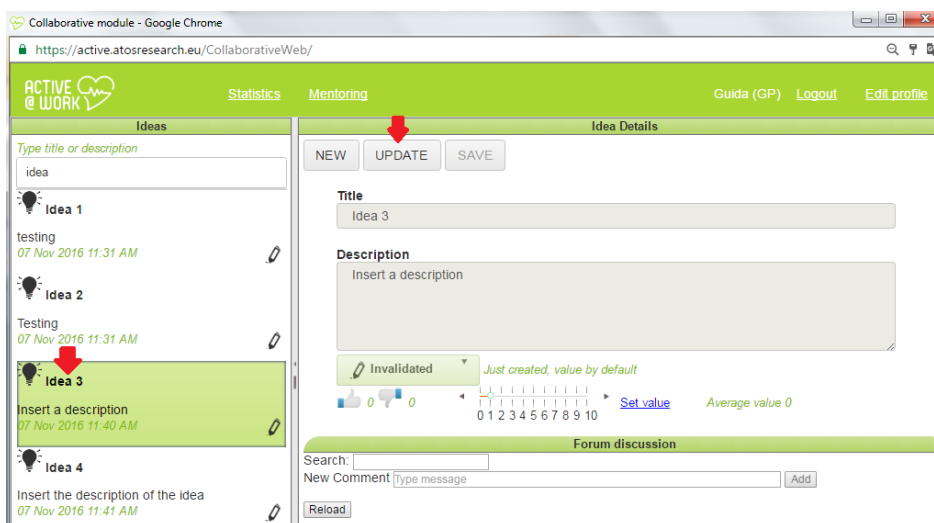 Collaborative module - Google Chrome
https://active.atosresearch.eu/CollaborativeWeb/
ACTIVE
@ WORK
Statistics
Mentoring
Guida (GP)
Logout
Edit profile
Ideas
Type title or description
idea
Idea 1
testing
07 Nov 2016 11:31 AM
Idea 2
Testing
07 Nov 2016 11:31 AM
Idea 3
Insert a description
07 Nov 2016 11:40 AM
Idea 4
Insert the description of the idea
07 Nov 2016 11:41 AM
Idea Details
NEW
UPDATE
SAVE
Title
Idea 3
Description
Insert a description
Invalidated
Just created, value by default
0
0
0 1 2 3 4 5 6 7 8 9 10
Set value
Average value 0
Forum discussion
Search:
New Comment Type message
Add
Reload